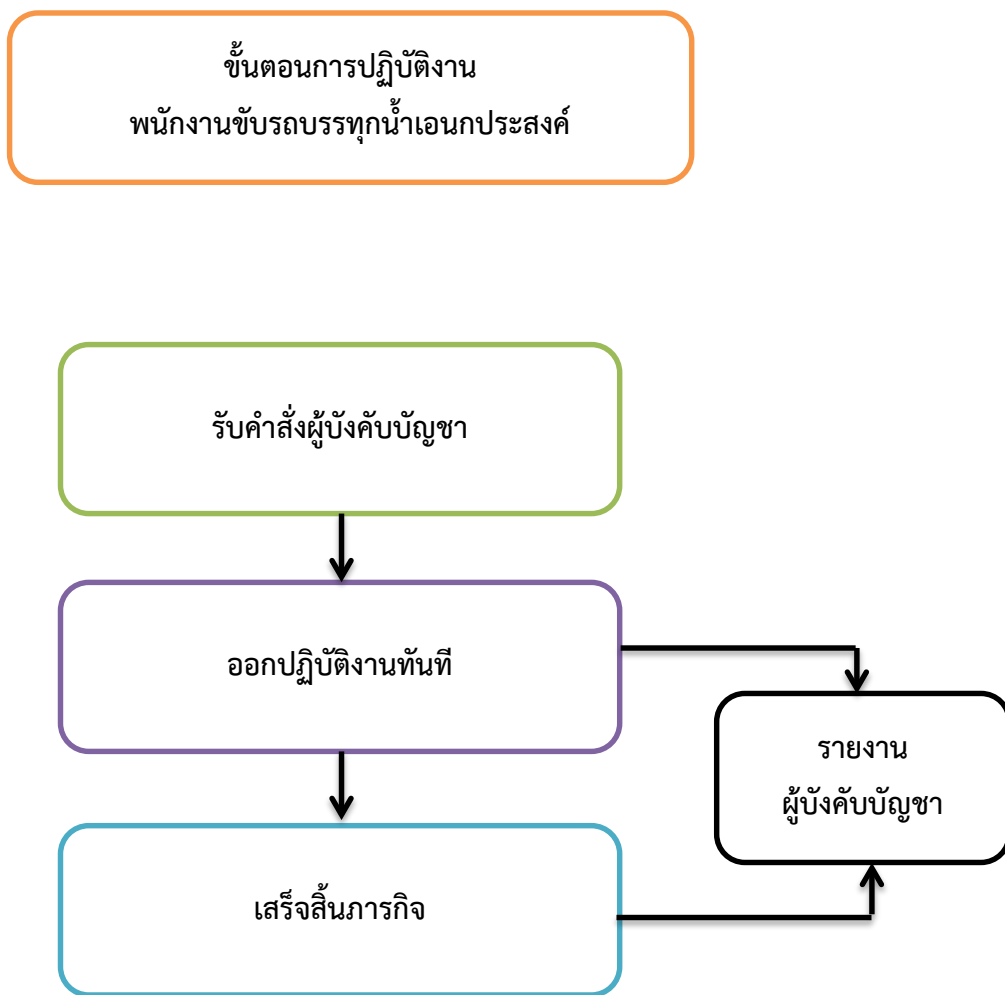 ขั้นตอนการปฏิบัติงาน
พนักงานขับรถบรรทุกน้ำเอนกประสงค์
รับคำสั่งผู้บังคับบัญชา
ออกปฏิบัติงานทันที
รายงาน
ผู้บังคับบัญชา
เสร็จสิ้นภารกิจ